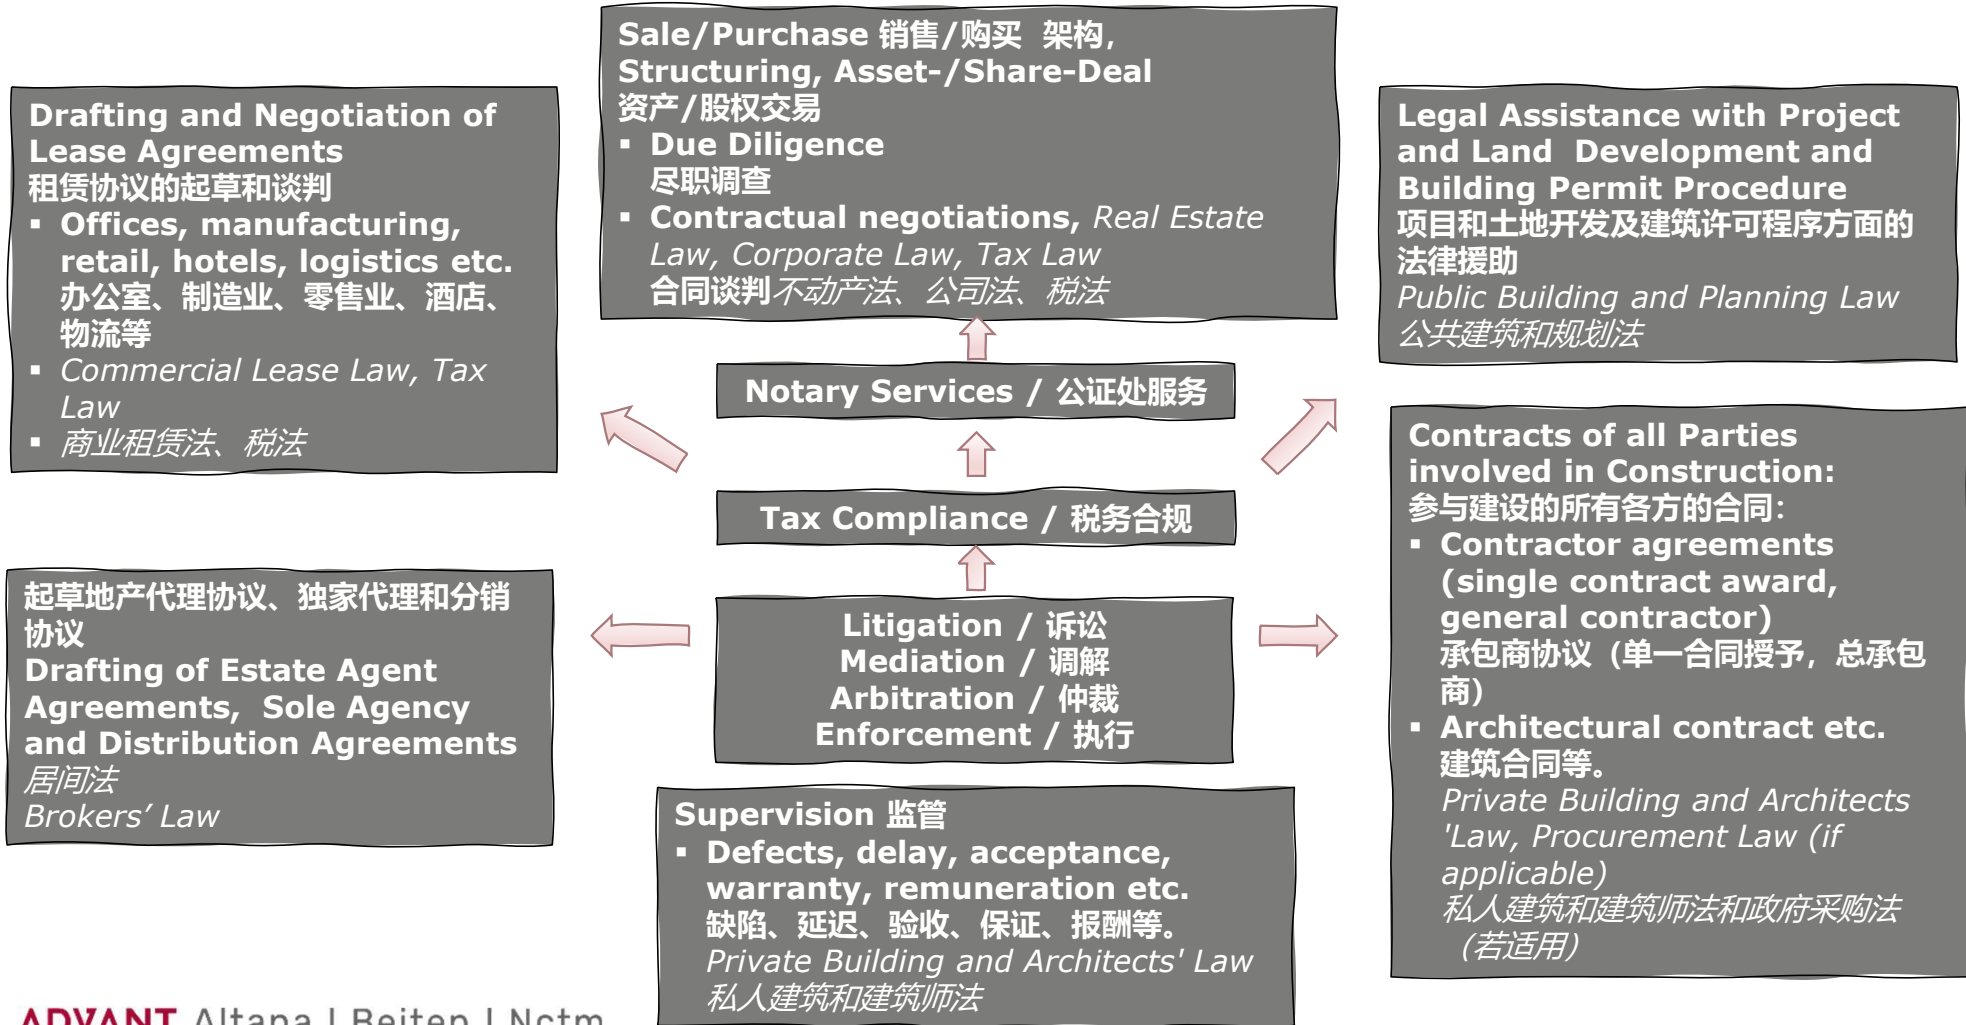 Sale/Purchase 销售/购买 架构,
Structuring, Asset-/Share-Deal
资产/股权交易
▪ Due Diligence
尽职调查
▪ Contractual negotiations, Real Estate
Law, Corporate Law, Tax Law
合同谈判不动产法、公司法、税法
Drafting and Negotiation of
Lease Agreements
租赁协议的起草和谈判
▪ Offices, manufacturing,
retail, hotels, logistics etc.
办公室、制造业、零售业、酒店、
物流等
▪ Commercial Lease Law, Tax
Law
▪ 商业租赁法、税法
Legal Assistance with Project
and Land Development and
Building Permit Procedure
项目和土地开发及建筑许可程序方面的
法律援助
Public Building and Planning Law
公共建筑和规划法
Notary Services / 公证处服务
Tax Compliance / 税务合规
Litigation / 诉讼
Mediation / 调解
Arbitration / 仲裁
Enforcement / 执行
起草地产代理协议、独家代理和分销
协议
Drafting of Estate Agent
Agreements, Sole Agency
and Distribution Agreements
居间法
Brokers’ Law
Contracts of all Parties
involved in Construction:
参与建设的所有各方的合同：
▪ Contractor agreements
(single contract award,
general contractor)
承包商协议（单一合同授予，总承包
商）
▪ Architectural contract etc.
建筑合同等。
Private Building and Architects
'Law, Procurement Law (if
applicable)
私人建筑和建筑师法和政府采购法
（若适用）
Supervision 监管
▪ Defects, delay, acceptance,
warranty, remuneration etc.
缺陷、延迟、验收、保证、报酬等。
Private Building and Architects' Law
私人建筑和建筑师法
ADVANT Altana | Beiten | Nctm